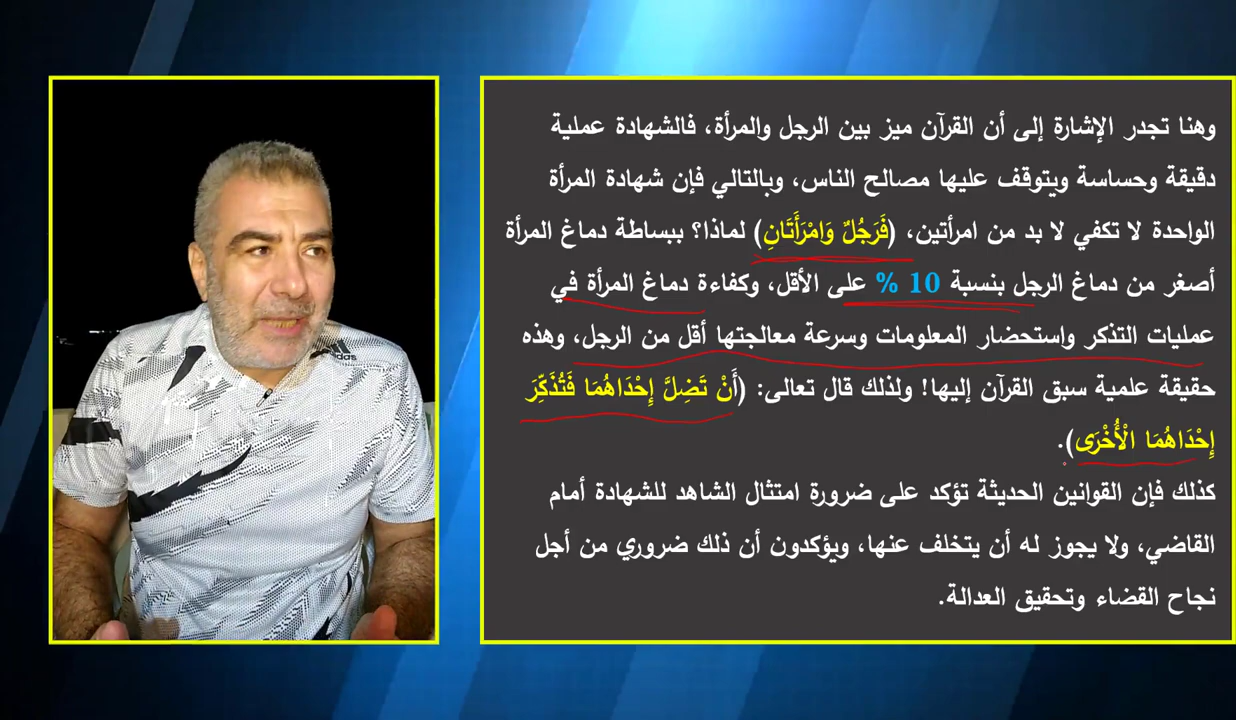 وهنا تجدر الإشارة إلى أن القرآن ميز بين الرجل والمرأة، فالشهادة عملية
دقيقة وحساسة ويتوقف عليها مصالح الناس، وبالتالي فإن شهادة المرأة
الواحدة لا تكفي لا بد من امرأتين، (فَرَجُلٌ وَامْرَأَتَانِ) لماذا؟ ببساطة دماغ المرأة
أصغر من دماغ الرجل بنسبة 10 % على الأقل، وكفاءة دماغ المرأة في
عمليات التذكر واستحضار المعلومات وسرعة معالجتها أقل من الرجل، وهذه
حقيقة علمية سبق القرآن إليها! ولذلك قال تعالى: (أَنْ تَضِلَّ إِحْدَاهُمَا فَتُذَكِّرَ
إِحْدَاهُمَا الْأُخْرَى).
كذلك فإن القوانين الحديثة تؤكد على ضرورة امتثال الشاهد للشهادة أمام
القاضي، ولا يجوز له أن يتخلف عنها، ويؤكدون أن ذلك ضروري من أجل
نجاح القضاء وتحقيق العدالة.
adidas